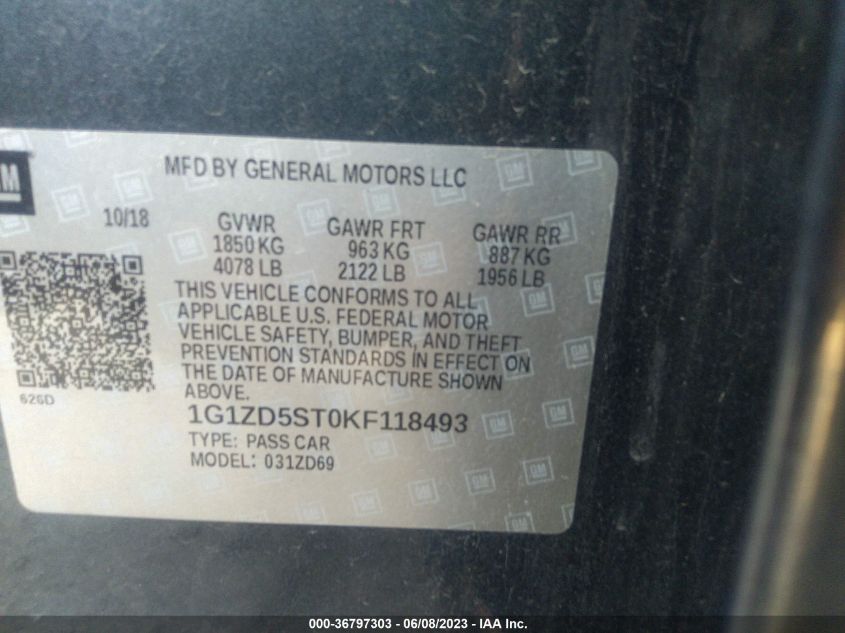 GM
MFD BY GENERAL MOTORS LLC
10/18
GVWR
1850 KG
4078 LB
GAWR FRT
963 KG
2122 LB
GAWR RR
887 KG
1956 LB
THIS VEHICLE CONFORMS TO ALL
APPLICABLE U.S. FEDERAL MOTOR
VEHICLE SAFETY, BUMPER, AND THEFT
PREVENTION STANDARDS IN EFFECT ON
THE DATE OF MANUFACTURE SHOWN
ABOVE.
626D
1G1ZD5ST0KF118493
TYPE: PASS CAR
MODEL: 031ZD69
000-36797303 - 06/08/2023 - IAA Inc.